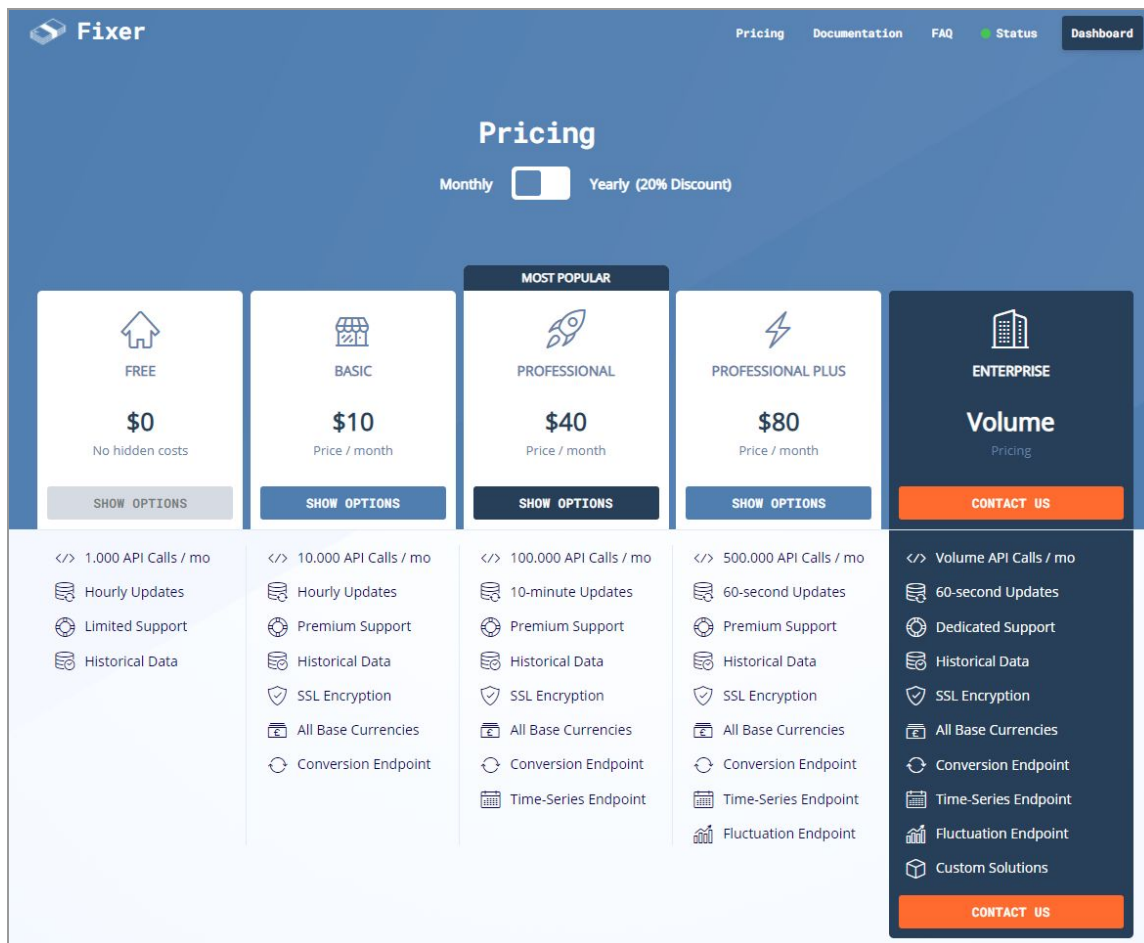 Fixer
Pricing Documentation FAQ Status Dashboard
Pricing
Monthly Yearly (20% Discount)
MOST POPULAR
FREE
$0
No hidden costs
SHOW OPTIONS
1.000 API Calls / mo
Hourly Updates
Limited Support
Historical Data
BASIC
$10
Price / month
SHOW OPTIONS
10.000 API Calls / mo
Hourly Updates
Premium Support
Historical Data
SSL Encryption
All Base Currencies
Conversion Endpoint
PROFESSIONAL
$40
Price / month
SHOW OPTIONS
100.000 API Calls / mo
10-minute Updates
Premium Support
Historical Data
SSL Encryption
All Base Currencies
Conversion Endpoint
Time-Series Endpoint
PROFESSIONAL PLUS
$80
Price / month
SHOW OPTIONS
500.000 API Calls / mo
60-second Updates
Premium Support
Historical Data
SSL Encryption
All Base Currencies
Conversion Endpoint
Time-Series Endpoint
Fluctuation Endpoint
ENTERPRISE
Volume
Pricing
CONTACT US
Volume API Calls / mo
60-second Updates
Dedicated Support
Historical Data
SSL Encryption
All Base Currencies
Conversion Endpoint
Time-Series Endpoint
Fluctuation Endpoint
Custom Solutions
CONTACT US